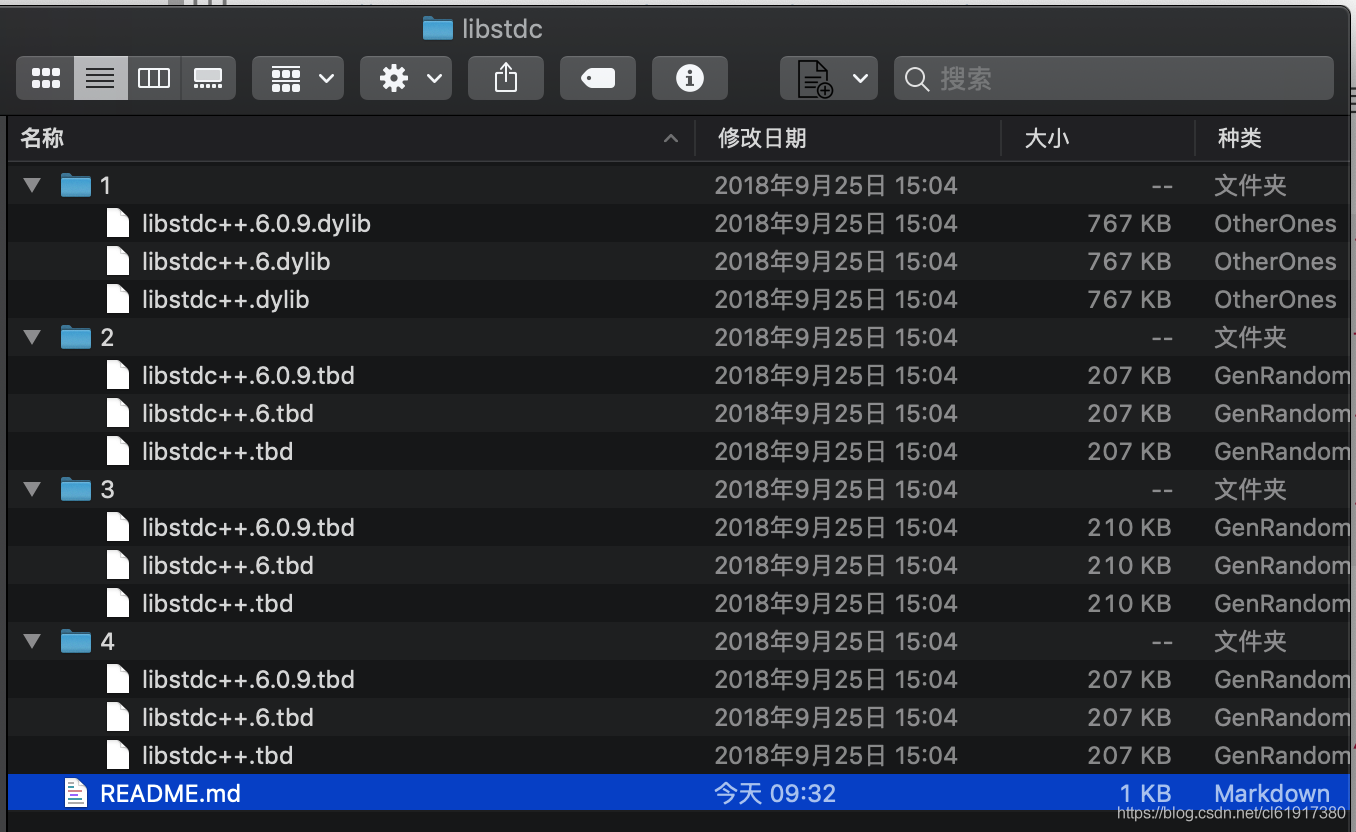 libstdc
搜索
名称 修改日期 大小 种类
1 2018年9月25日 15:04 -- 文件夹
libstdc++.6.0.9.dylib 2018年9月25日 15:04 767 KB OtherOnes
libstdc++.6.dylib 2018年9月25日 15:04 767 KB OtherOnes
libstdc++.dylib 2018年9月25日 15:04 767 KB OtherOnes
2 2018年9月25日 15:04 -- 文件夹
libstdc++.6.0.9.tbd 2018年9月25日 15:04 207 KB GenRandom
libstdc++.6.tbd 2018年9月25日 15:04 207 KB GenRandom
libstdc++.tbd 2018年9月25日 15:04 207 KB GenRandom
3 2018年9月25日 15:04 -- 文件夹
libstdc++.6.0.9.tbd 2018年9月25日 15:04 210 KB GenRandom
libstdc++.6.tbd 2018年9月25日 15:04 210 KB GenRandom
libstdc++.tbd 2018年9月25日 15:04 210 KB GenRandom
4 2018年9月25日 15:04 -- 文件夹
libstdc++.6.0.9.tbd 2018年9月25日 15:04 207 KB GenRandom
libstdc++.6.tbd 2018年9月25日 15:04 207 KB GenRandom
libstdc++.tbd 2018年9月25日 15:04 207 KB GenRandom
README.md 今天 09:32 1 KB Markdown
https://blog.csdn.net/cl61917380